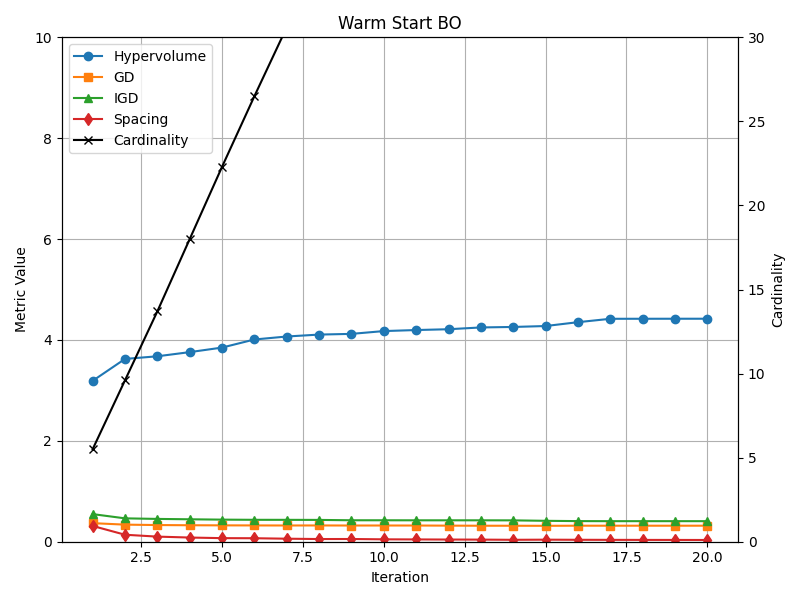 Warm Start BO
Hypervolume
GD
IGD
Spacing
Cardinality
Metric Value
10
8
6
4
2
0
30
25
20
15
10
5
0
Cardinality
2.5 5.0 7.5 10.0 12.5 15.0 17.5 20.0
Iteration